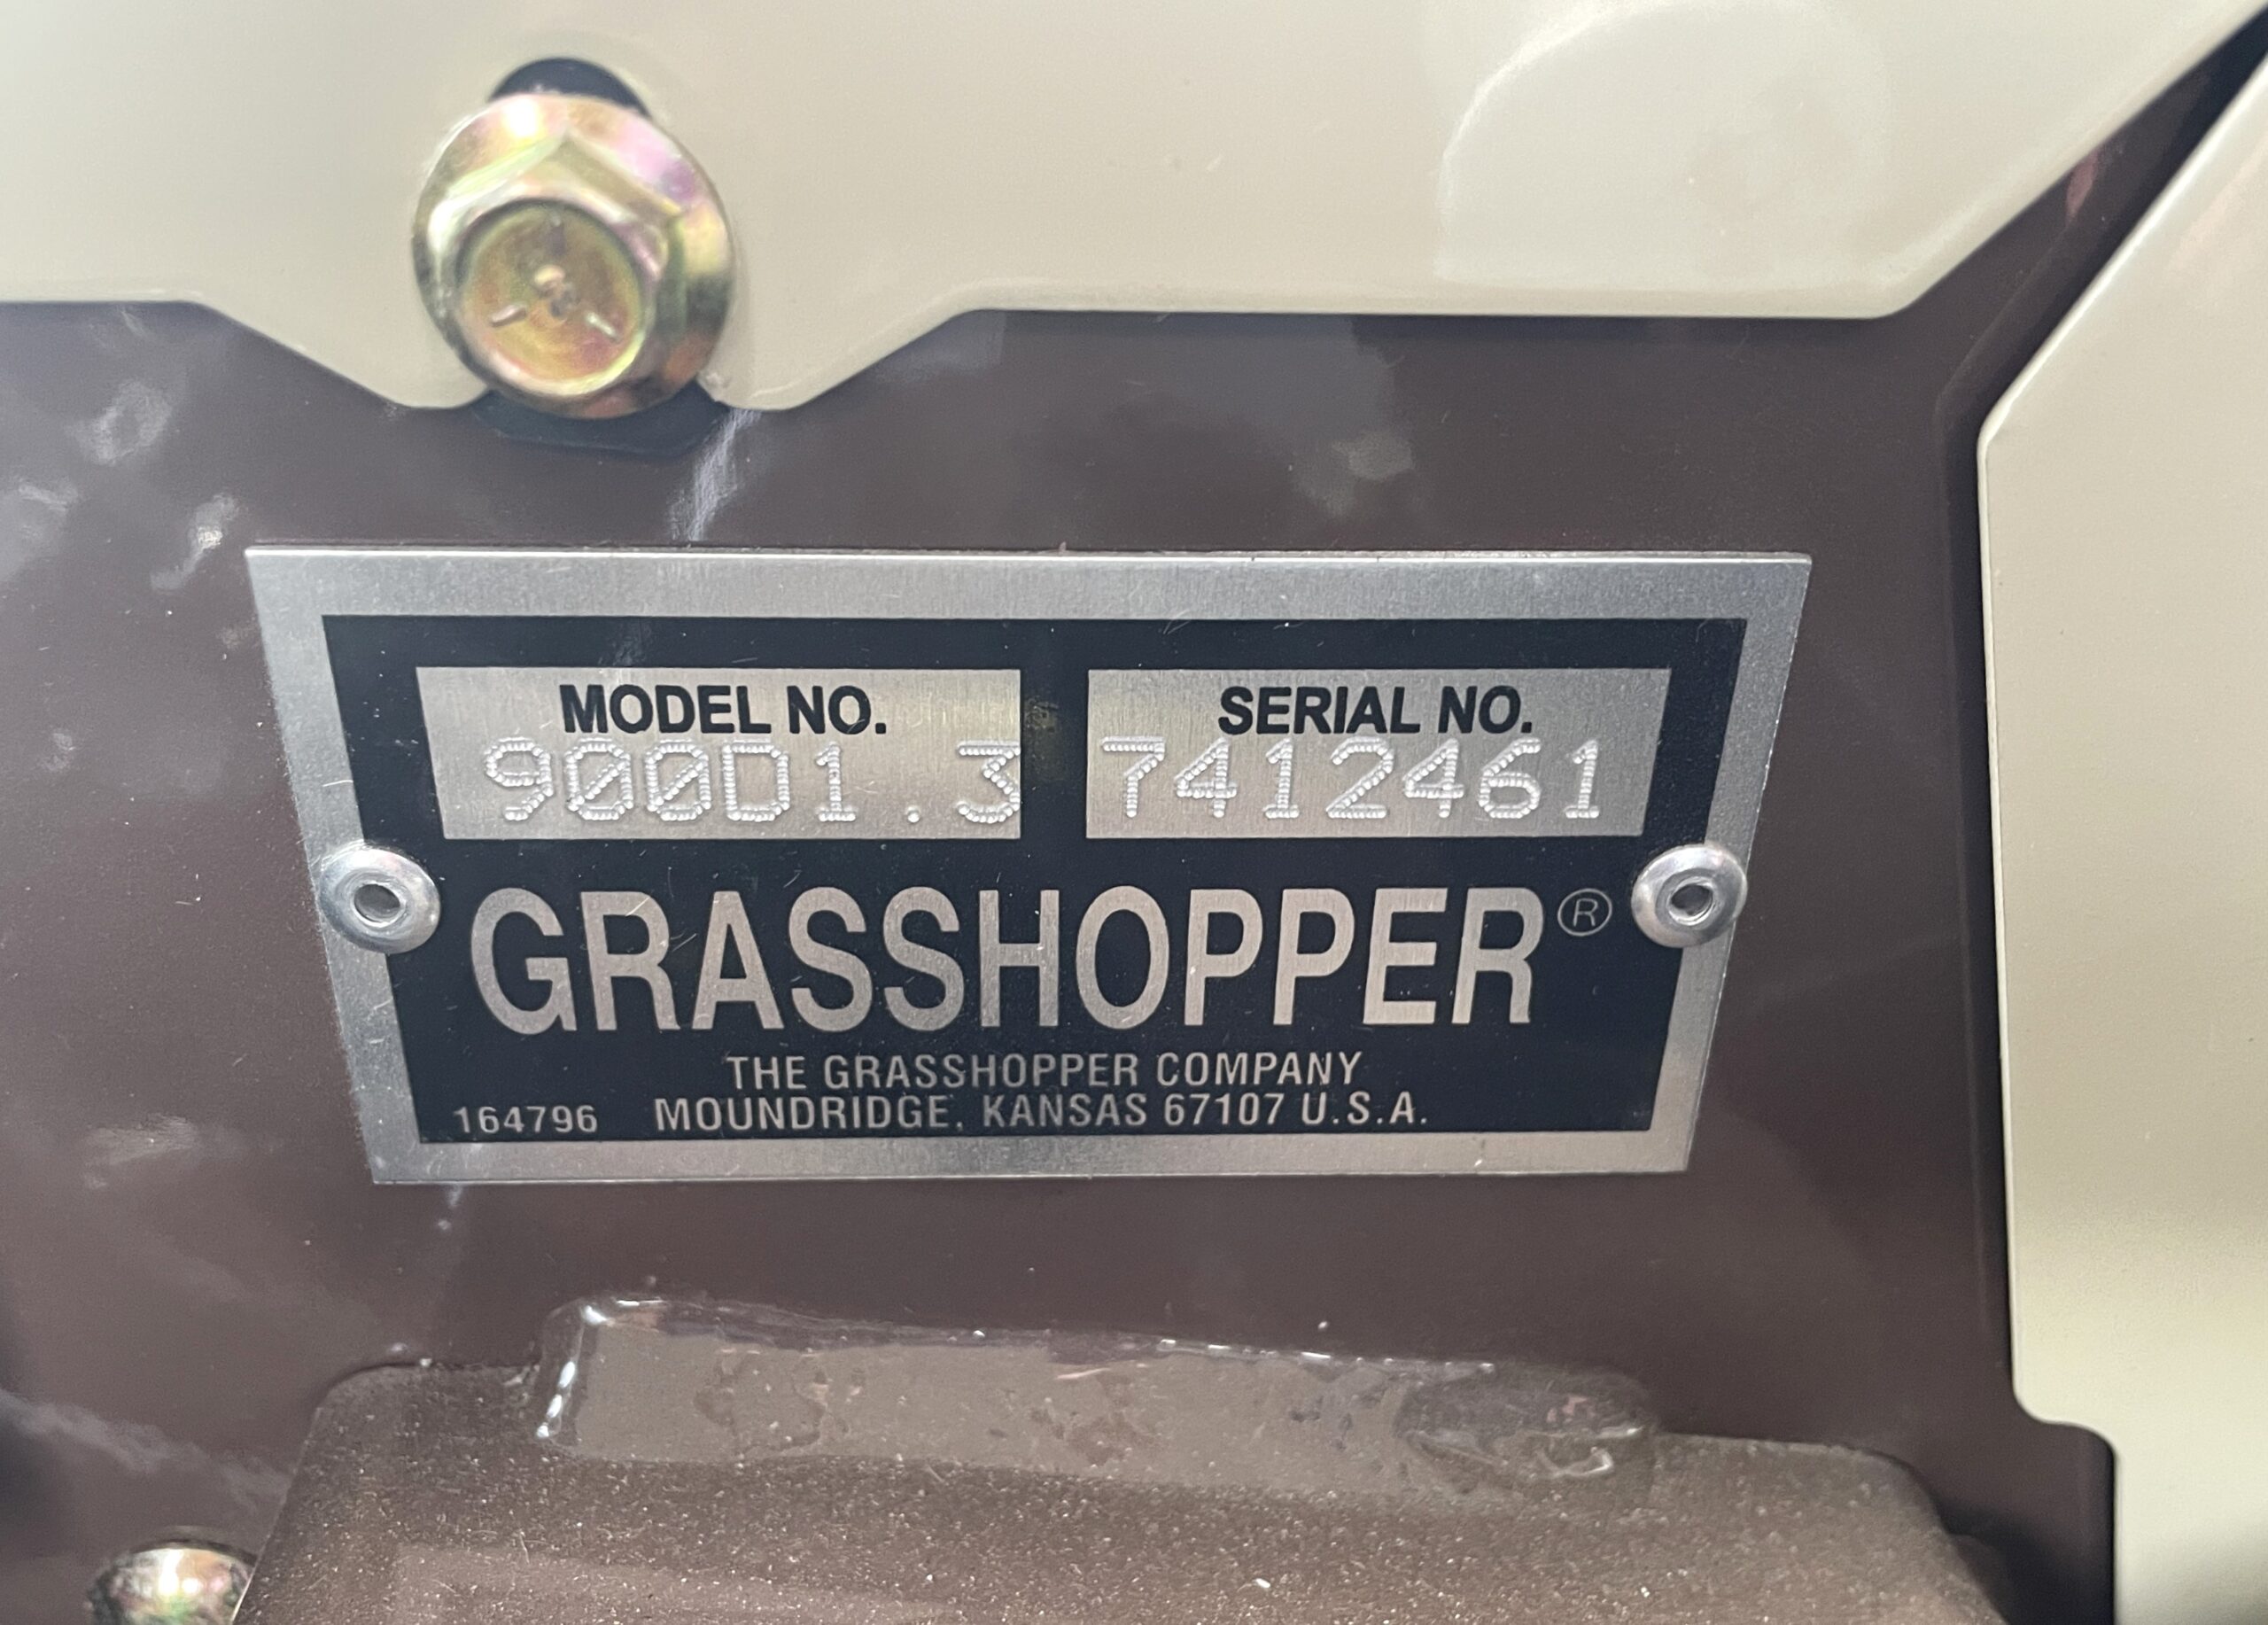 MODEL NO. SERIAL NO.
900D1.3 7412461
GRASSHOPPER®
THE GRASSHOPPER COMPANY
164796 MOUNDRIDGE, KANSAS 67107 U.S.A.